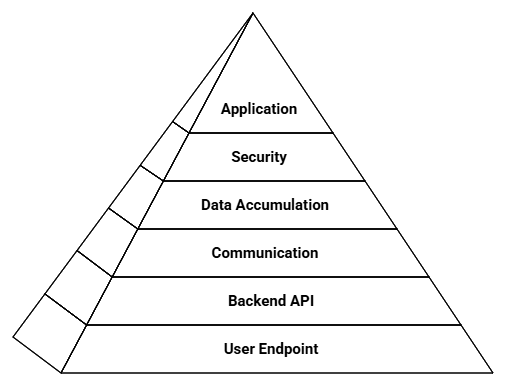 Application
Security
Data Accumulation
Communication
Backend API
User Endpoint